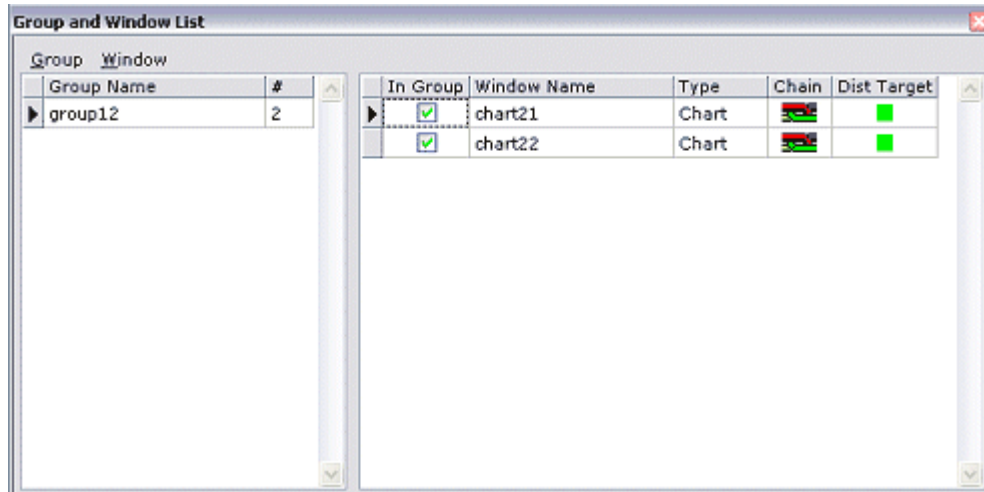 Group and Window List
Group Window
Group Name #
group12 2
In Group Window Name Type Chain Dist Target
chart21 Chart
chart22 Chart